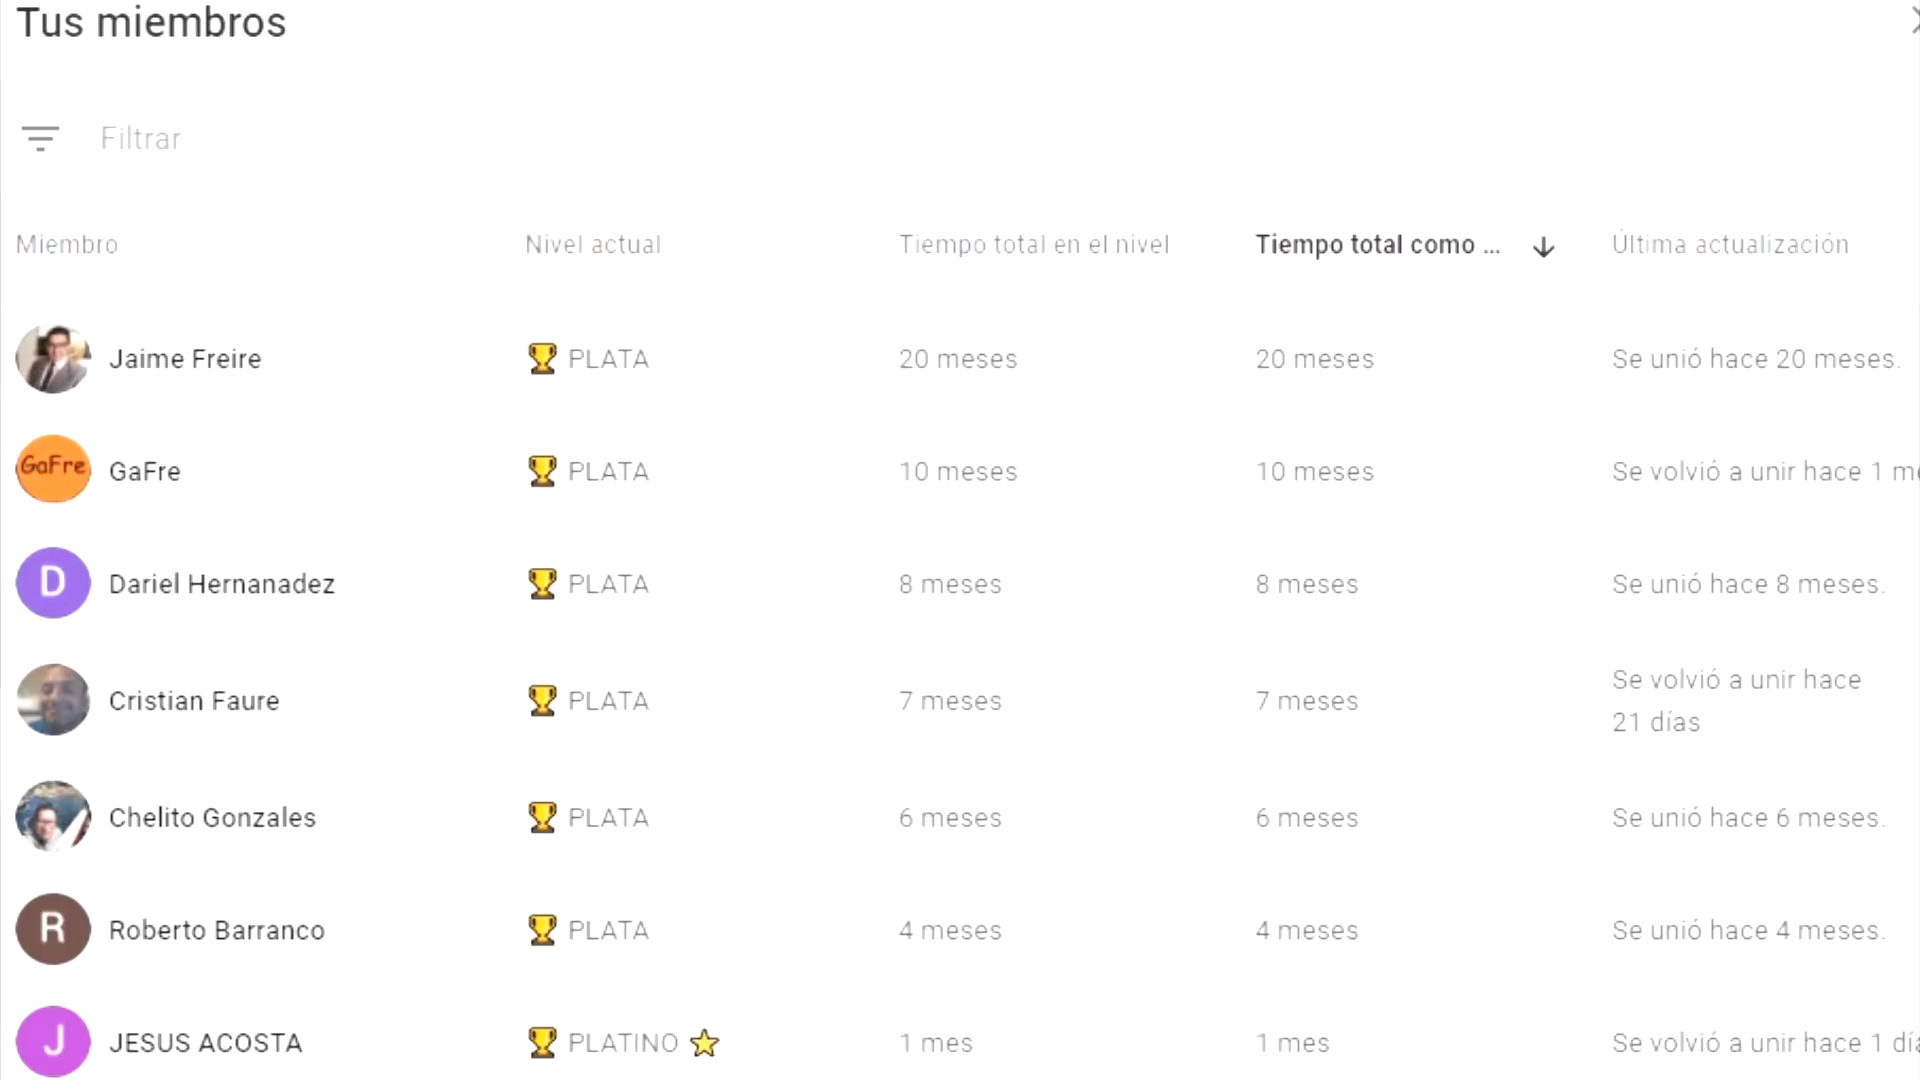 Tus miembros
Filtrar
Miembro Nivel actual Tiempo total en el nivel Tiempo total como ... Última actualización
Jaime Freire PLATA 20 meses 20 meses Se unió hace 20 meses.
GaFre GaFre PLATA 10 meses 10 meses Se volvió a unir hace 1
D Dariel Hernanadez PLATA 8 meses 8 meses Se unió hace 8 meses.
Cristian Faure PLATA 7 meses 7 meses Se volvió a unir hace
21 días
Chelito Gonzales PLATA 6 meses 6 meses Se unió hace 6 meses.
R Roberto Barranco PLATA 4 meses 4 meses Se unió hace 4 meses.
J JESUS ACOSTA PLATINO 1 mes 1 mes Se volvió a unir hace 1